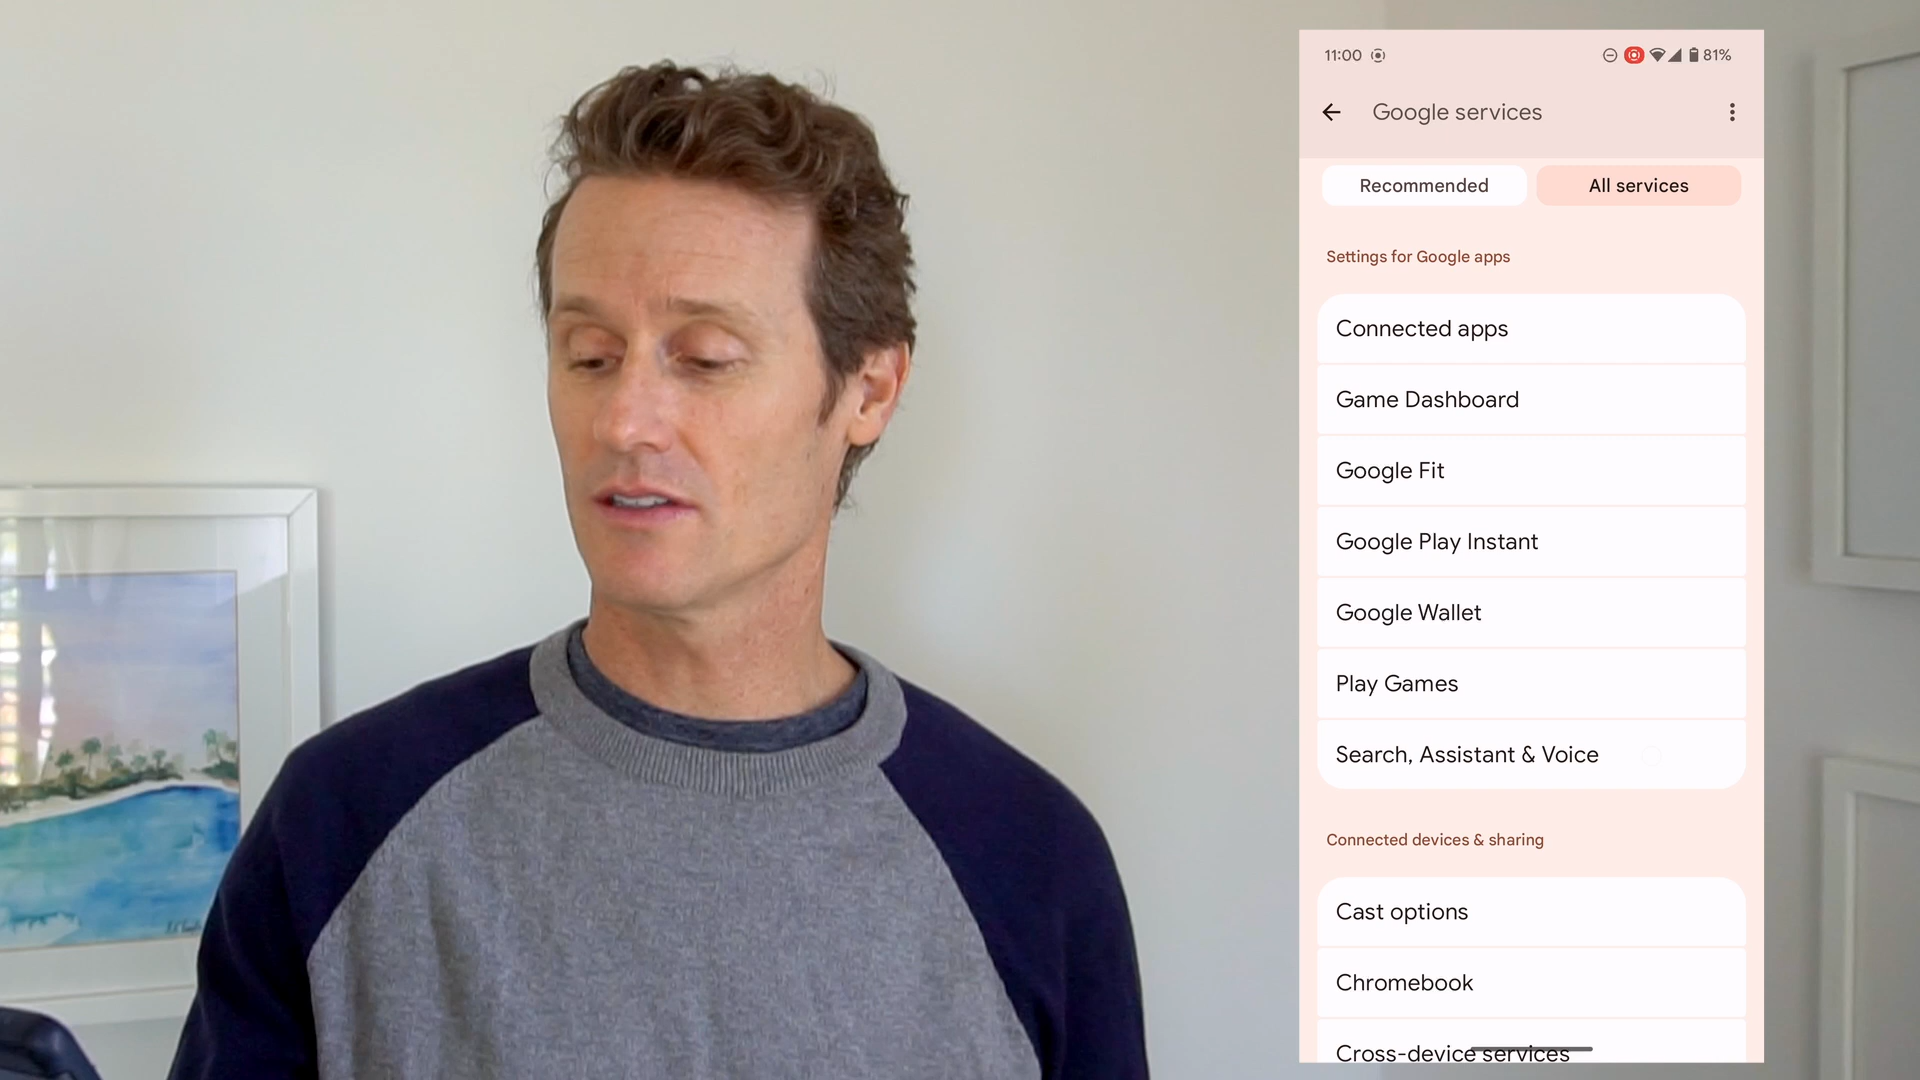 11:00
81%
Google services
Recommended
All services
Settings for Google apps
Connected apps
Game Dashboard
Google Fit
Google Play Instant
Google Wallet
Play Games
Search, Assistant & Voice
Connected devices & sharing
Cast options
Chromebook
Cross-device services